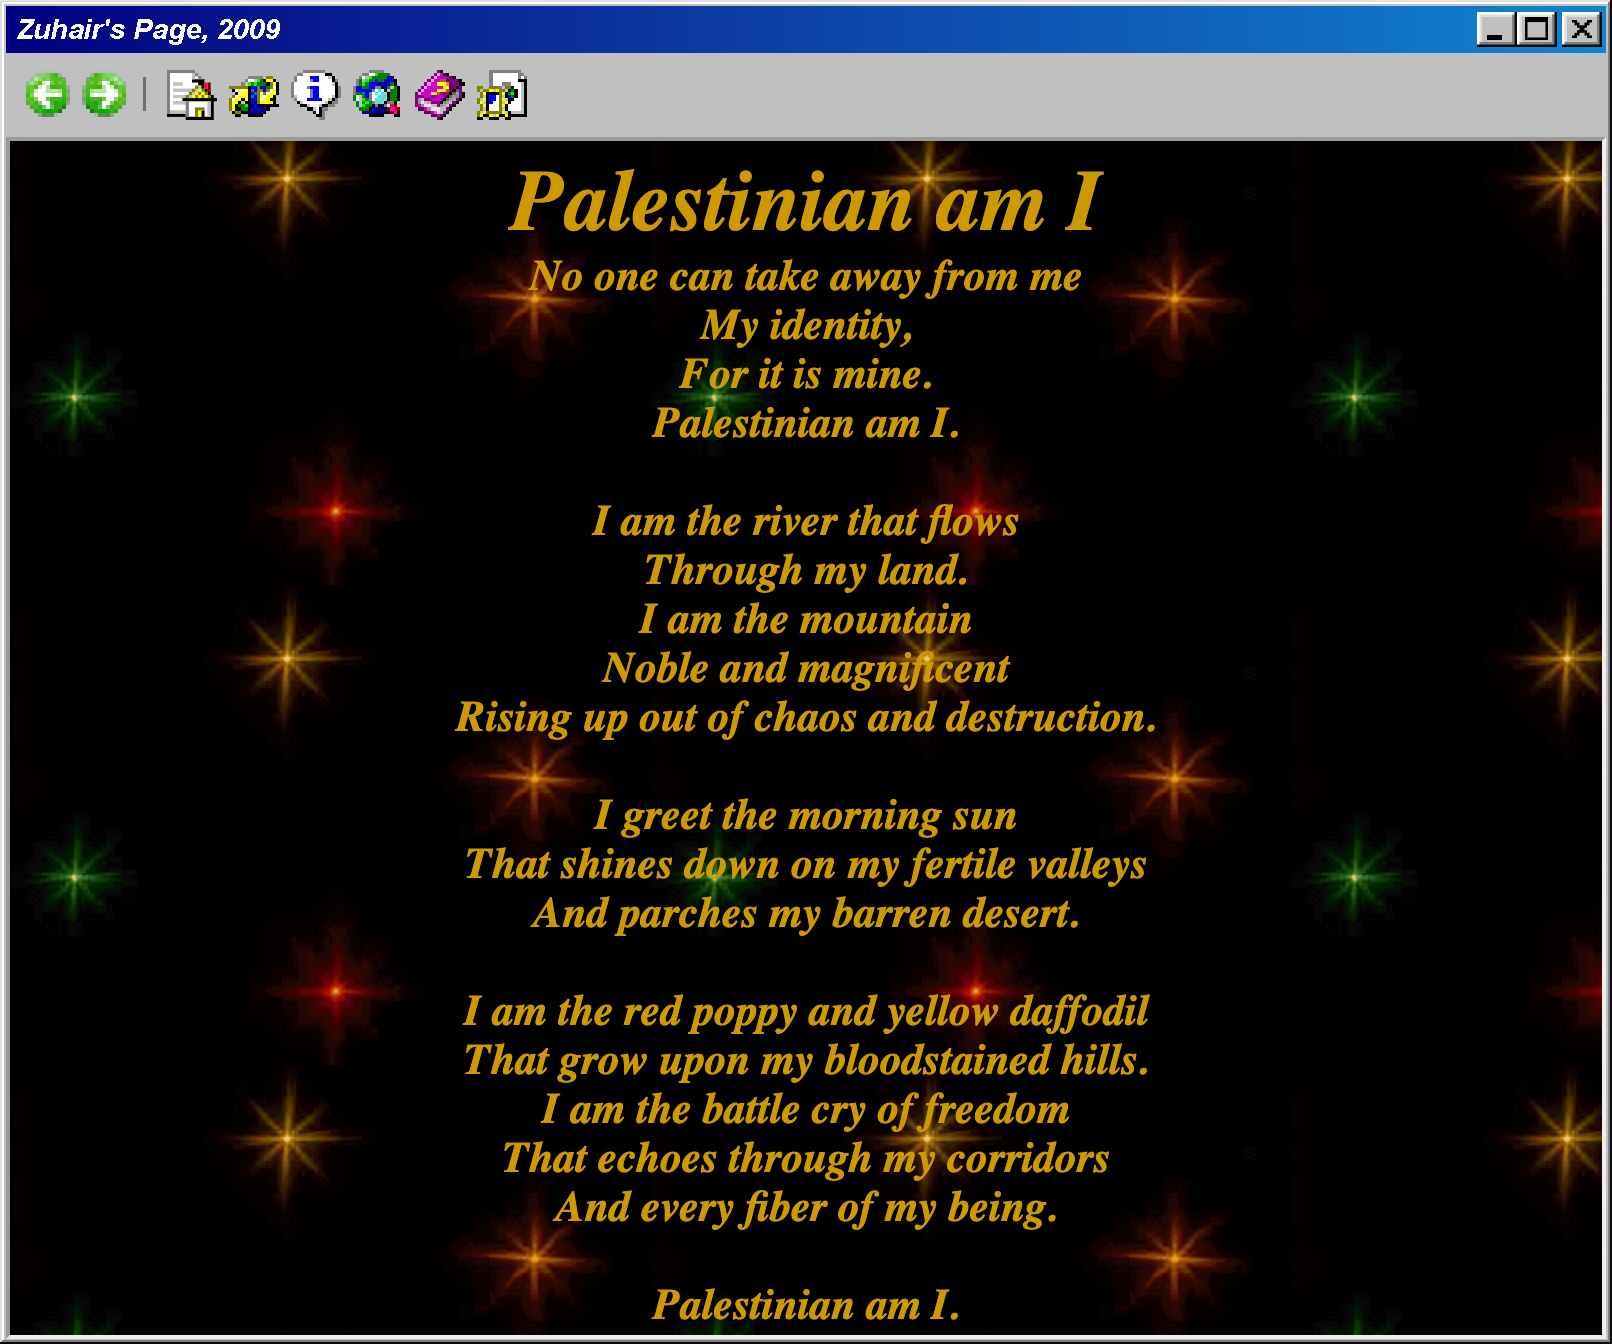 Zuhair's Page, 2009
Palestinian am I
No one can take away from me
My identity,
For it is mine.
Palestinian am I.
I am the river that flows
Through my land.
I am the mountain
Noble and magnificent
Rising up out of chaos and destruction.
I greet the morning sun
That shines down on my fertile valleys
And parches my barren desert.
I am the red poppy and yellow daffodil
That grow upon my bloodstained hills.
I am the battle cry of freedom
That echoes through my corridors
And every fiber of my being.
Palestinian am I.